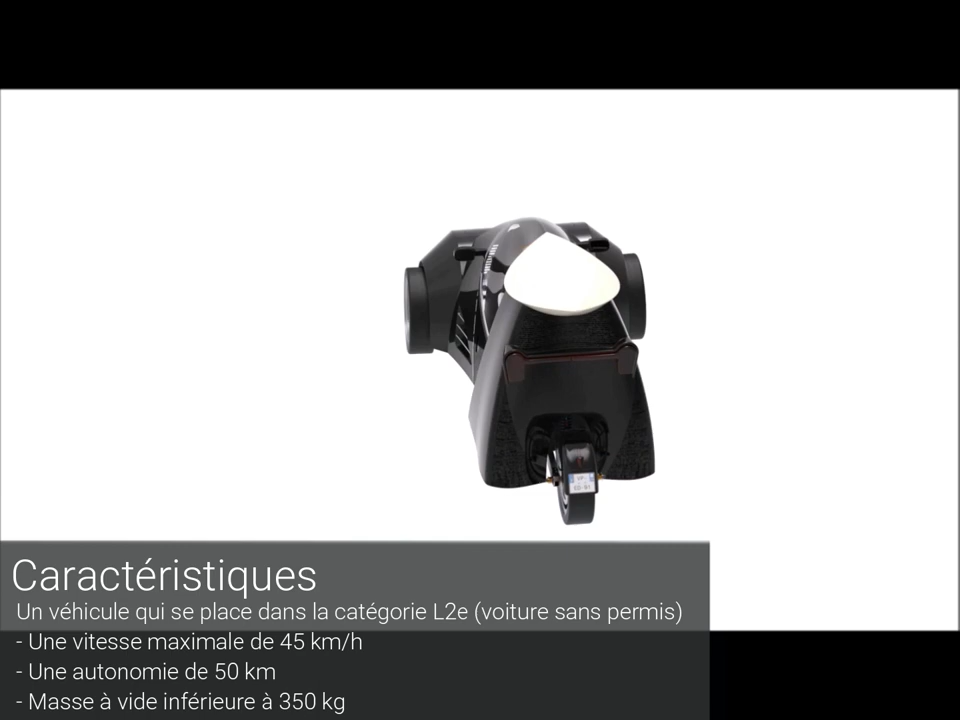 Caractéristiques
Un véhicule qui se place dans la catégorie L2e (voiture sans permis)
- Une vitesse maximale de 45 km/h
- Une autonomie de 50 km
- Masse à vide inférieure à 350 kg